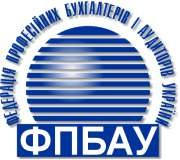 ФЕДЕРАЦІЯ ПРОФЕСІЙНИХ БУХГАЛТЕРІВ І АУДИТОРІВ УКРАЇНИ
ФПБАУ